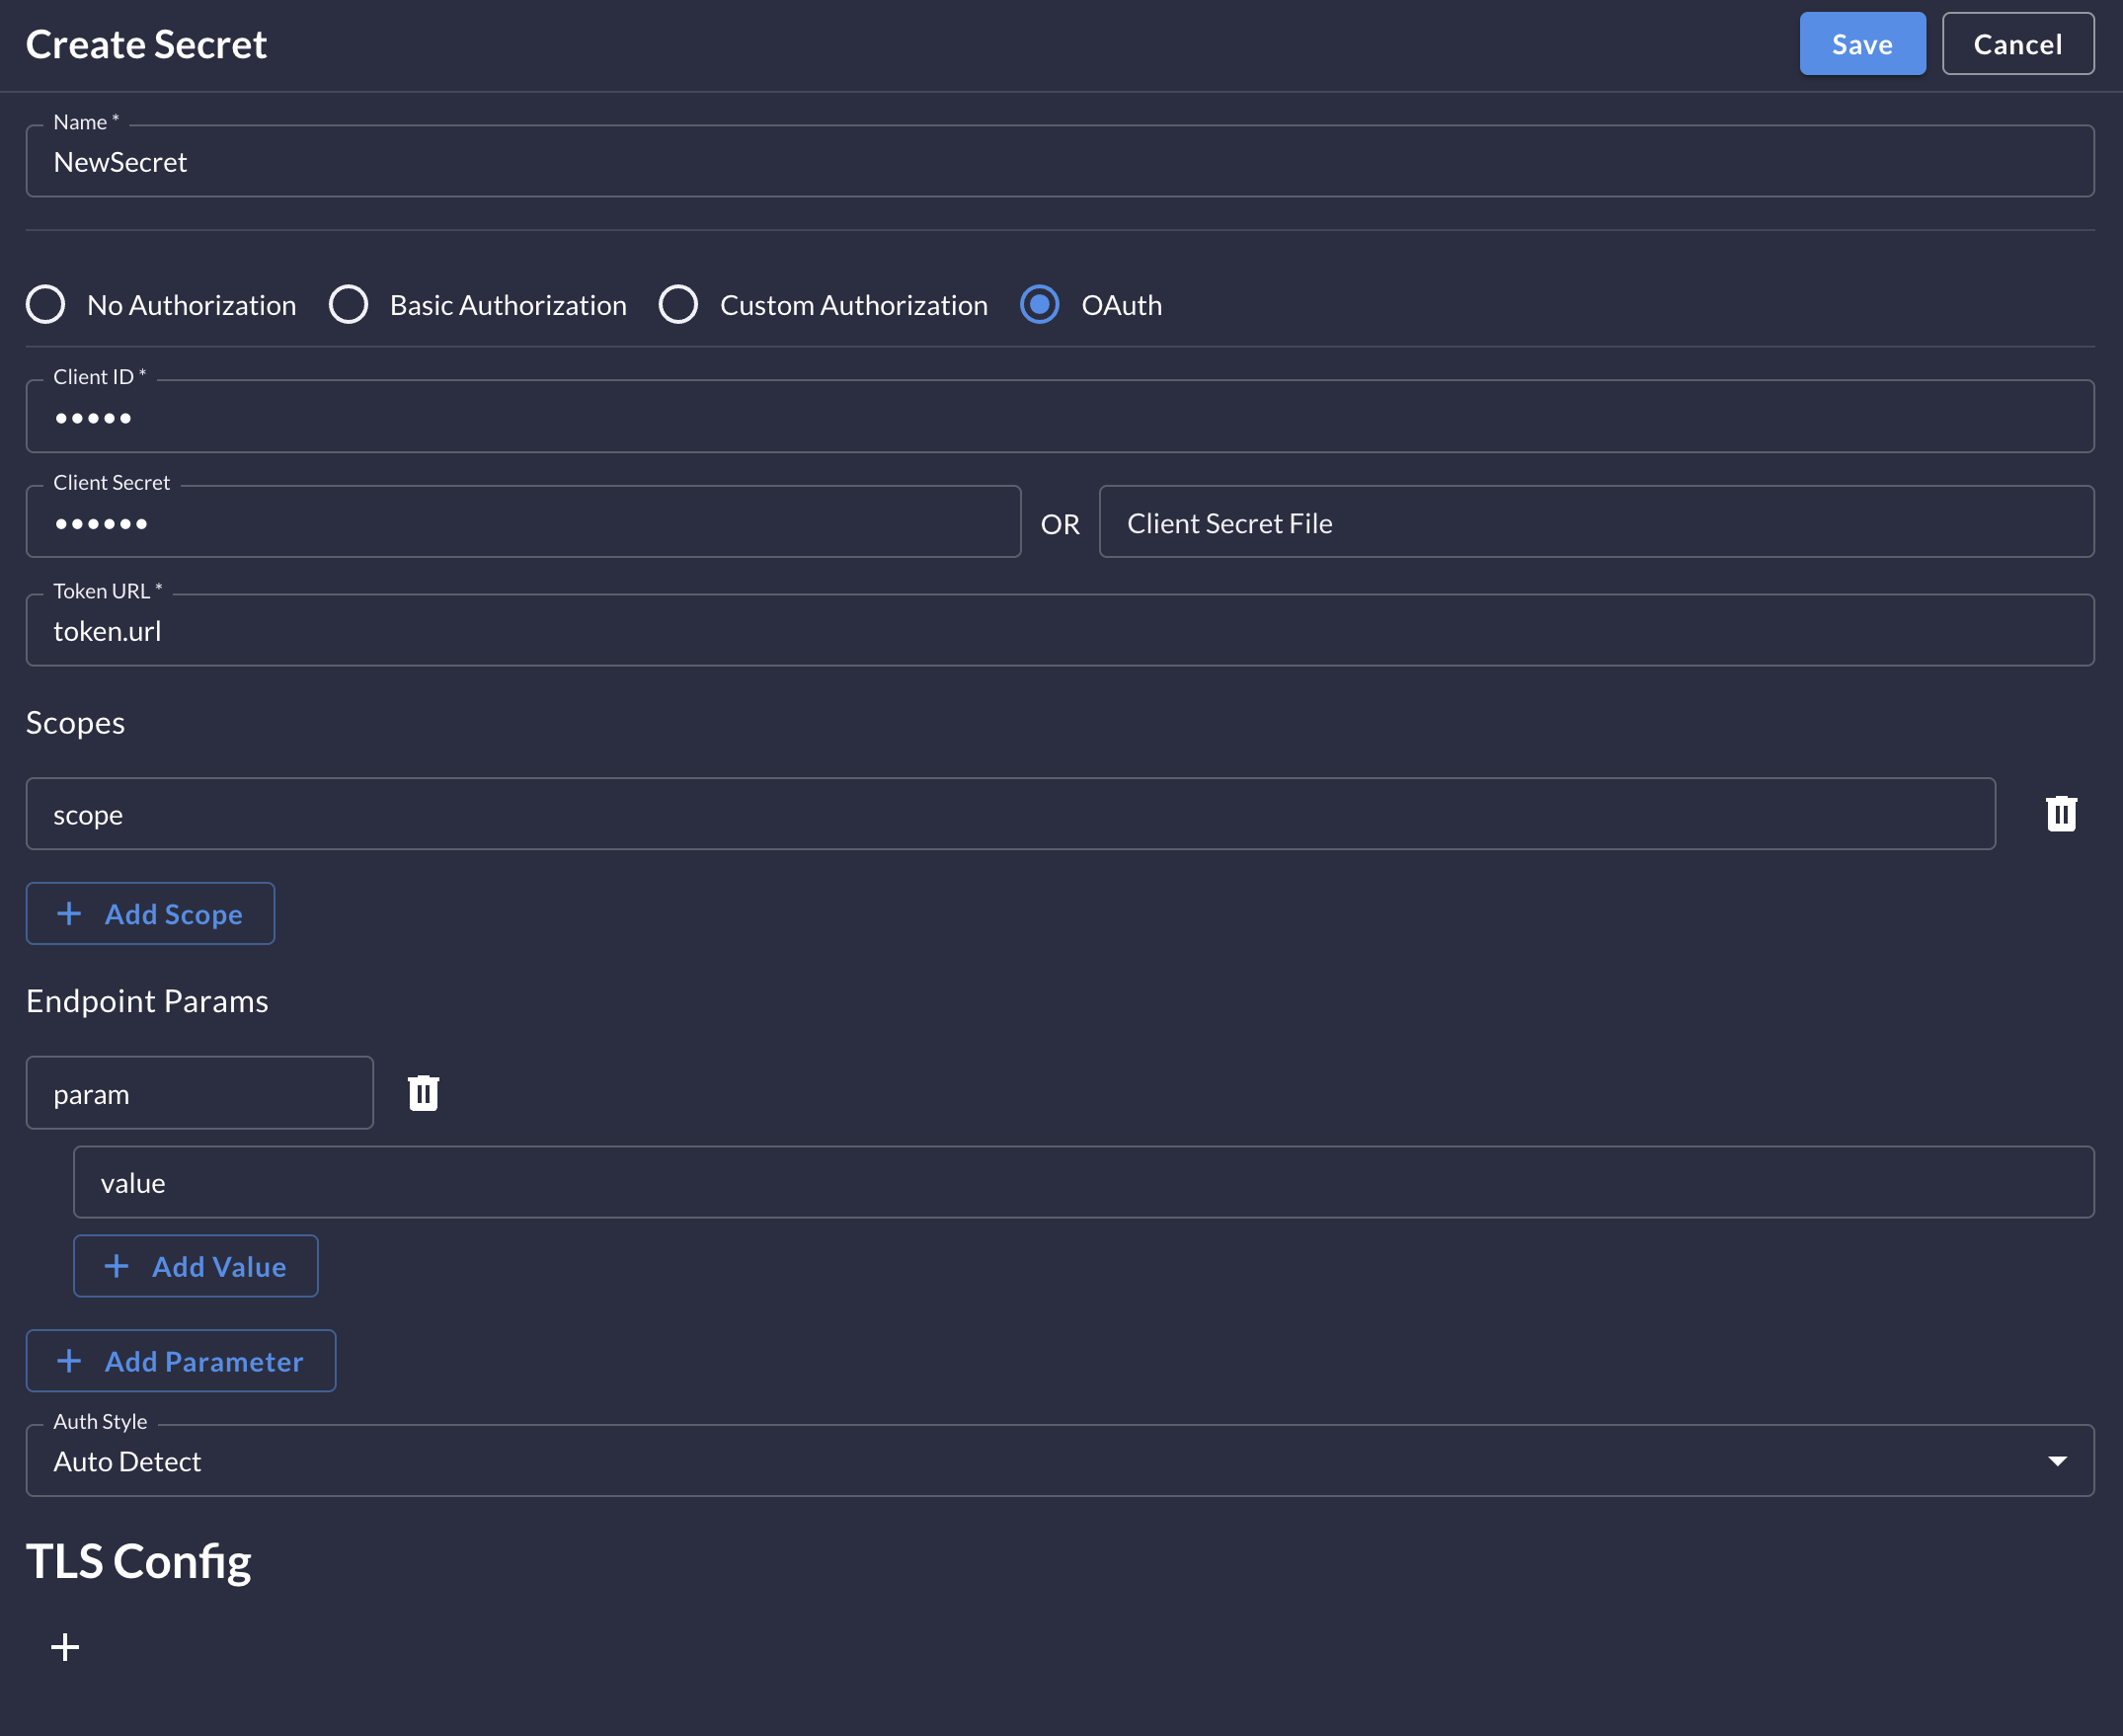 Create Secret
Save
Cancel
Name *
NewSecret
No Authorization
Basic Authorization
Custom Authorization
OAuth
Client ID *
•••••
Client Secret
••••••
OR
Client Secret File
Token URL *
token.url
Scopes
scope
+ Add Scope
Endpoint Params
param
value
+ Add Value
+ Add Parameter
Auth Style
Auto Detect
TLS Config
+